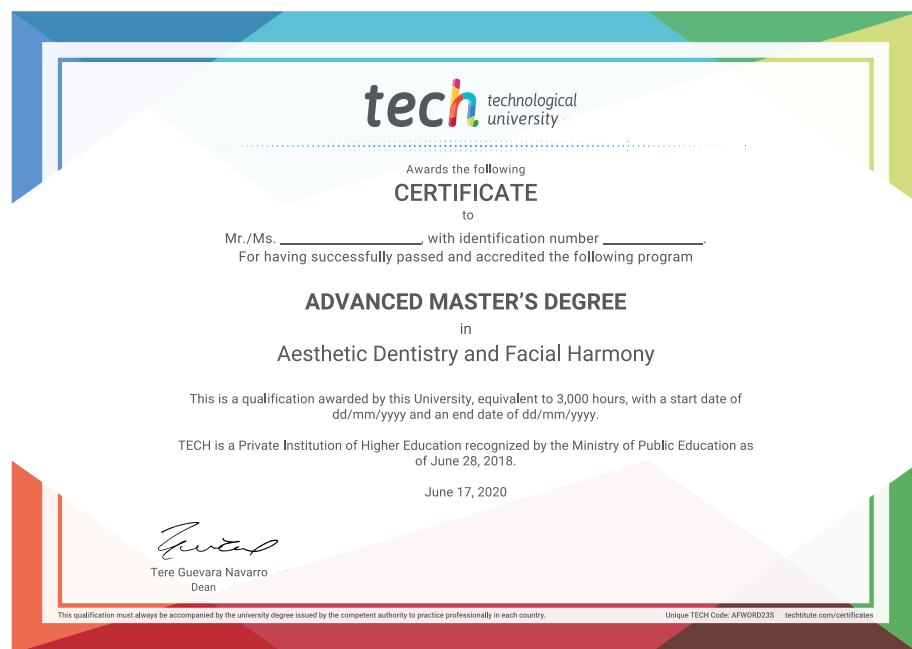 tech technological
university
Awards the following
CERTIFICATE
to
Mr./Ms. ____________________, with identification number ______________.
For having successfully passed and accredited the following program
ADVANCED MASTER'S DEGREE
in
Aesthetic Dentistry and Facial Harmony
This is a qualification awarded by this University, equivalent to 3,000 hours, with a start date of
dd/mm/yyyy and an end date of dd/mm/yyyy.
TECH is a Private Institution of Higher Education recognized by the Ministry of Public Education as
of June 28, 2018.
June 17, 2020
Tere Guevara Navarro
Dean
This qualification must always be accompanied by the university degree issued by the competent authority to practice professionally in each country.
Unique TECH Code: AFWORD23S techtitute.com/certificates